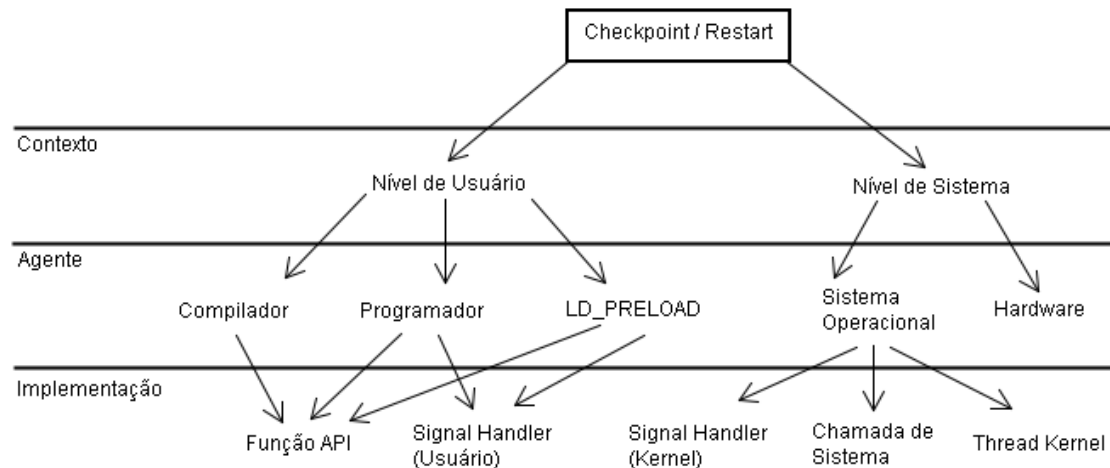 Checkpoint / Restart
Contexto
Nível de Usuário
Nível de Sistema
Agente
Compilador
Programador
LD_PRELOAD
Sistema
Operacional
Hardware
Implementação
Função API
Signal Handler
(Usuário)
Signal Handler
(Kernel)
Chamada de
Sistema
Thread Kernel